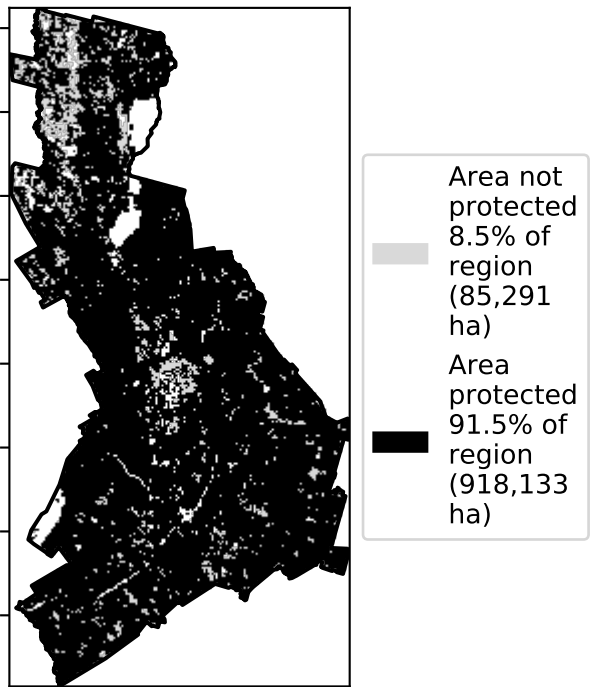 Area not
protected
8.5% of
region
(85,291
ha)
Area
protected
91.5% of
region
(918,133
ha)